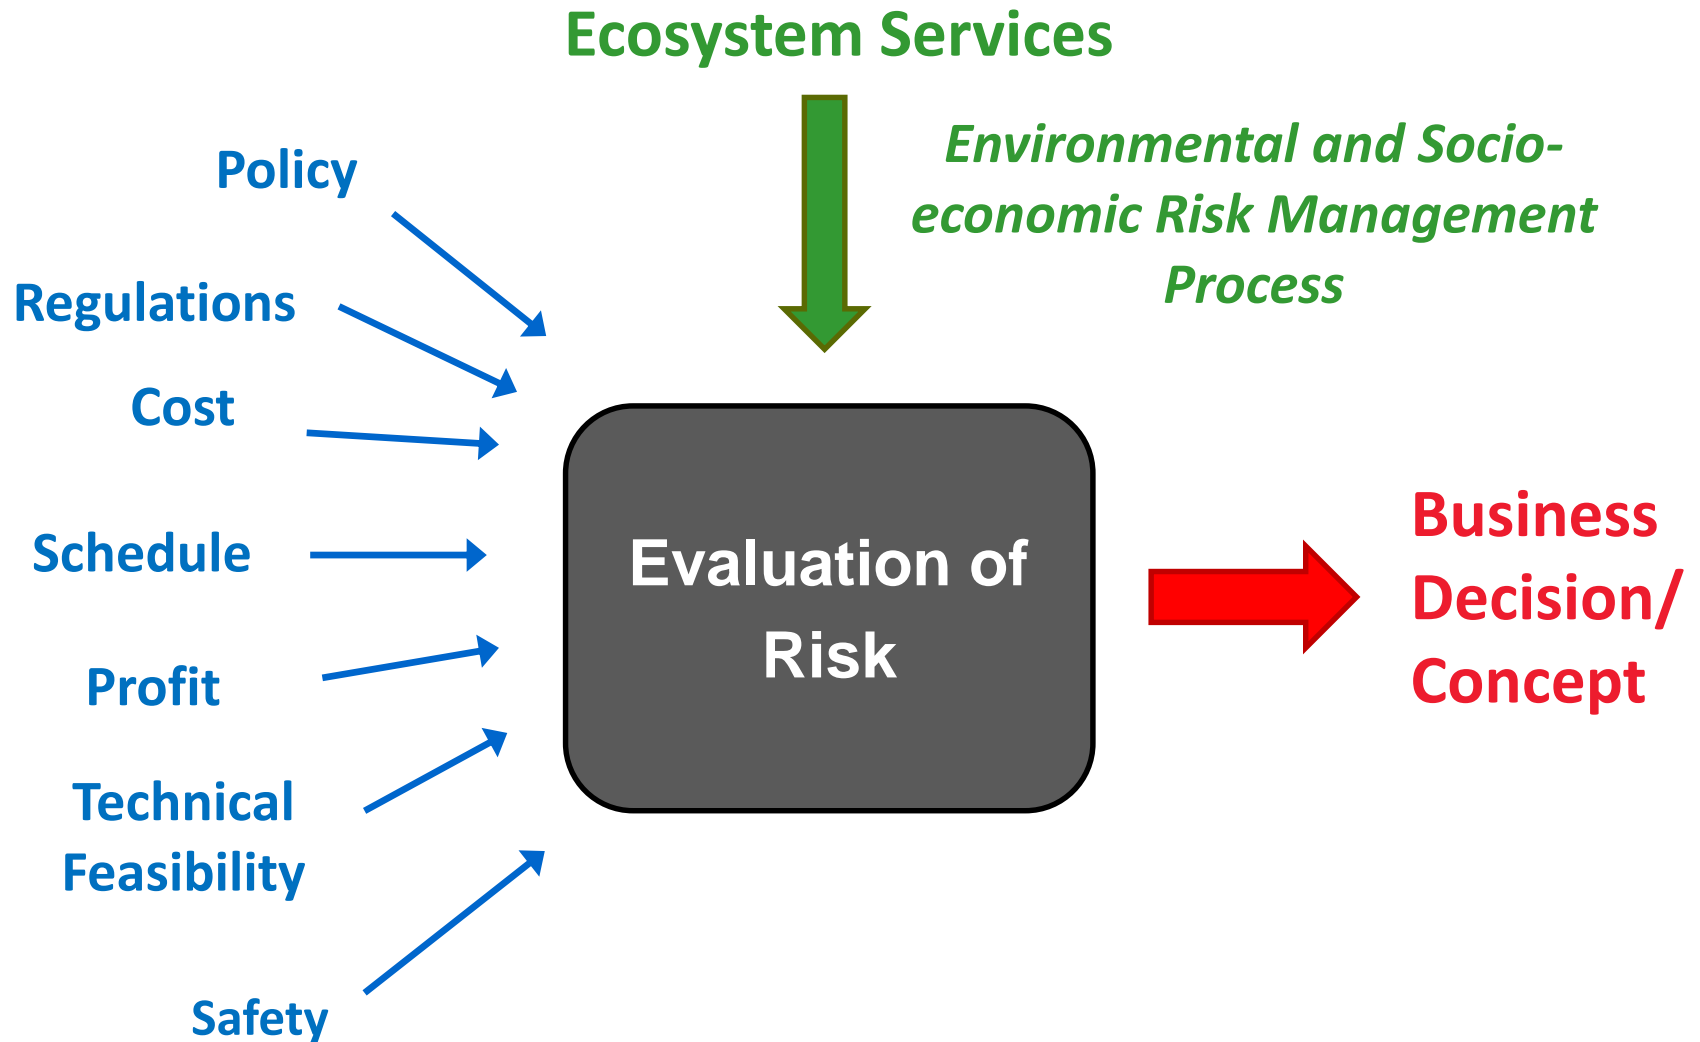 Ecosystem Services
Environmental and Socio-
economic Risk Management
Process
Policy
Regulations
Cost
Schedule
Profit
Technical
Feasibility
Safety
Evaluation of
Risk
Business
Decision/
Concept